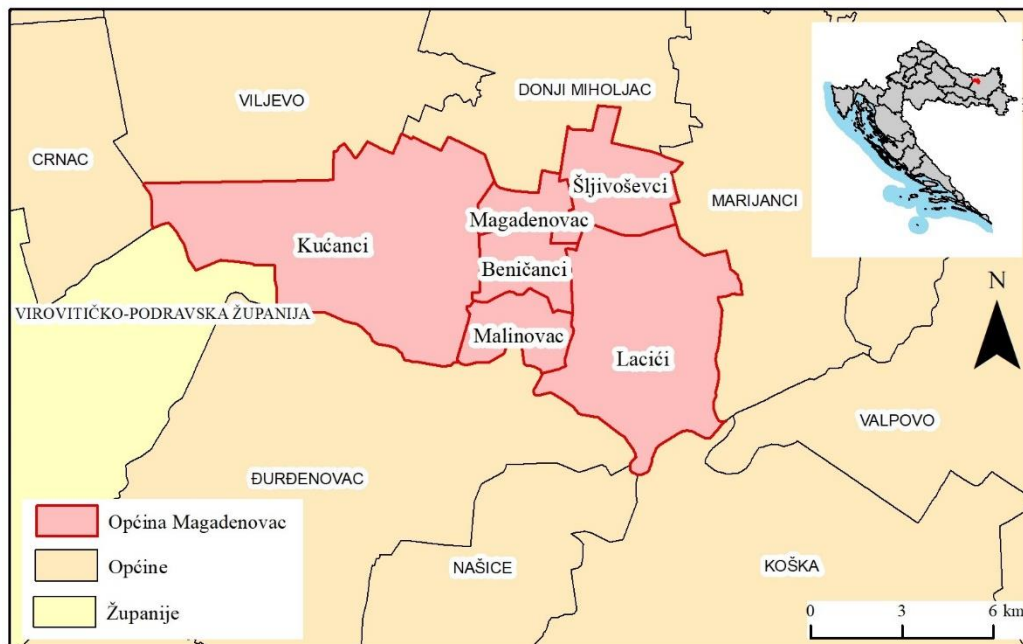 VILJEVO
DONJI MIHOLJAC
CRNAC
Šljivoševci
MARIJANCI
Magadenovac
Kućanci
Beničanci
VIROVITIČKO-PODRAVSKA ŽUPANIJA
Malinovac
Lacići
N
VALPOVO
ĐURĐENOVAC
NAŠICE
KOŠKA
Općina Magadenovac
Općine
Županije
0 3 6 km